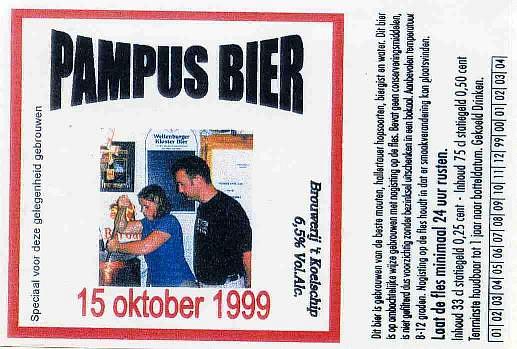 PAMPUS BIER
Speciaal voor deze gelegenheid gebrouwen
Weltenburger
Kloster Bier
Brouwerij 't Koelschip
6,5% Vol.Alc.
15 oktober 1999
Dit bier is gebrouwen van de beste mouten, hallertauer hopsoorten, biergist en water. Dit bier
is op ambachtelijke wijze gebrouwen met nagisting op de fles. Bevat geen conserveringsmiddelen,
is niet gefilterd dus voorzichtig zonder bezinksel uitschenken in een bokaal. Aanbevolen temperatuur
8-12 graden. Nagisting op de fles houdt in dat er smaakverandering kan plaatsvinden.
Laat de fles minimaal 24 uur rusten.
Inhoud 33 cl statiegeld 0,25 cent - Inhoud 75 cl statiegeld 0,50 cent
Tenminste houdbaar tot 1 jaar na botteldatum. Gekoeld Drinken.
01 02 03 04 05 06 07 08 09 10 11 12 99 00 01 02 03 04